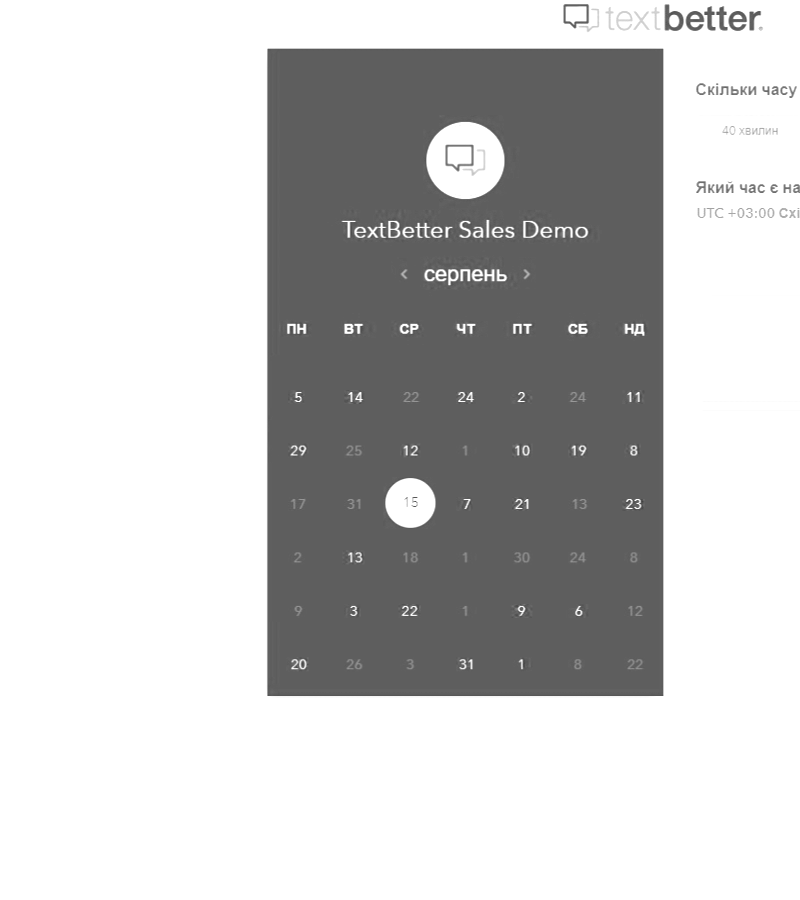 textbetter.
Скільки часу
40 хвилин
Який час є на
UTC +03:00 Схі
TextBetter Sales Demo
< серпень >
ПН ВТ СР ЧТ ПТ СБ НД
5 14 22 24 2 24 11
29 25 12 1 10 19 8
17 31 15 7 21 13 23
2 13 18 1 30 24 8
9 3 22 1 9 6 12
20 26 3 31 1 8 22